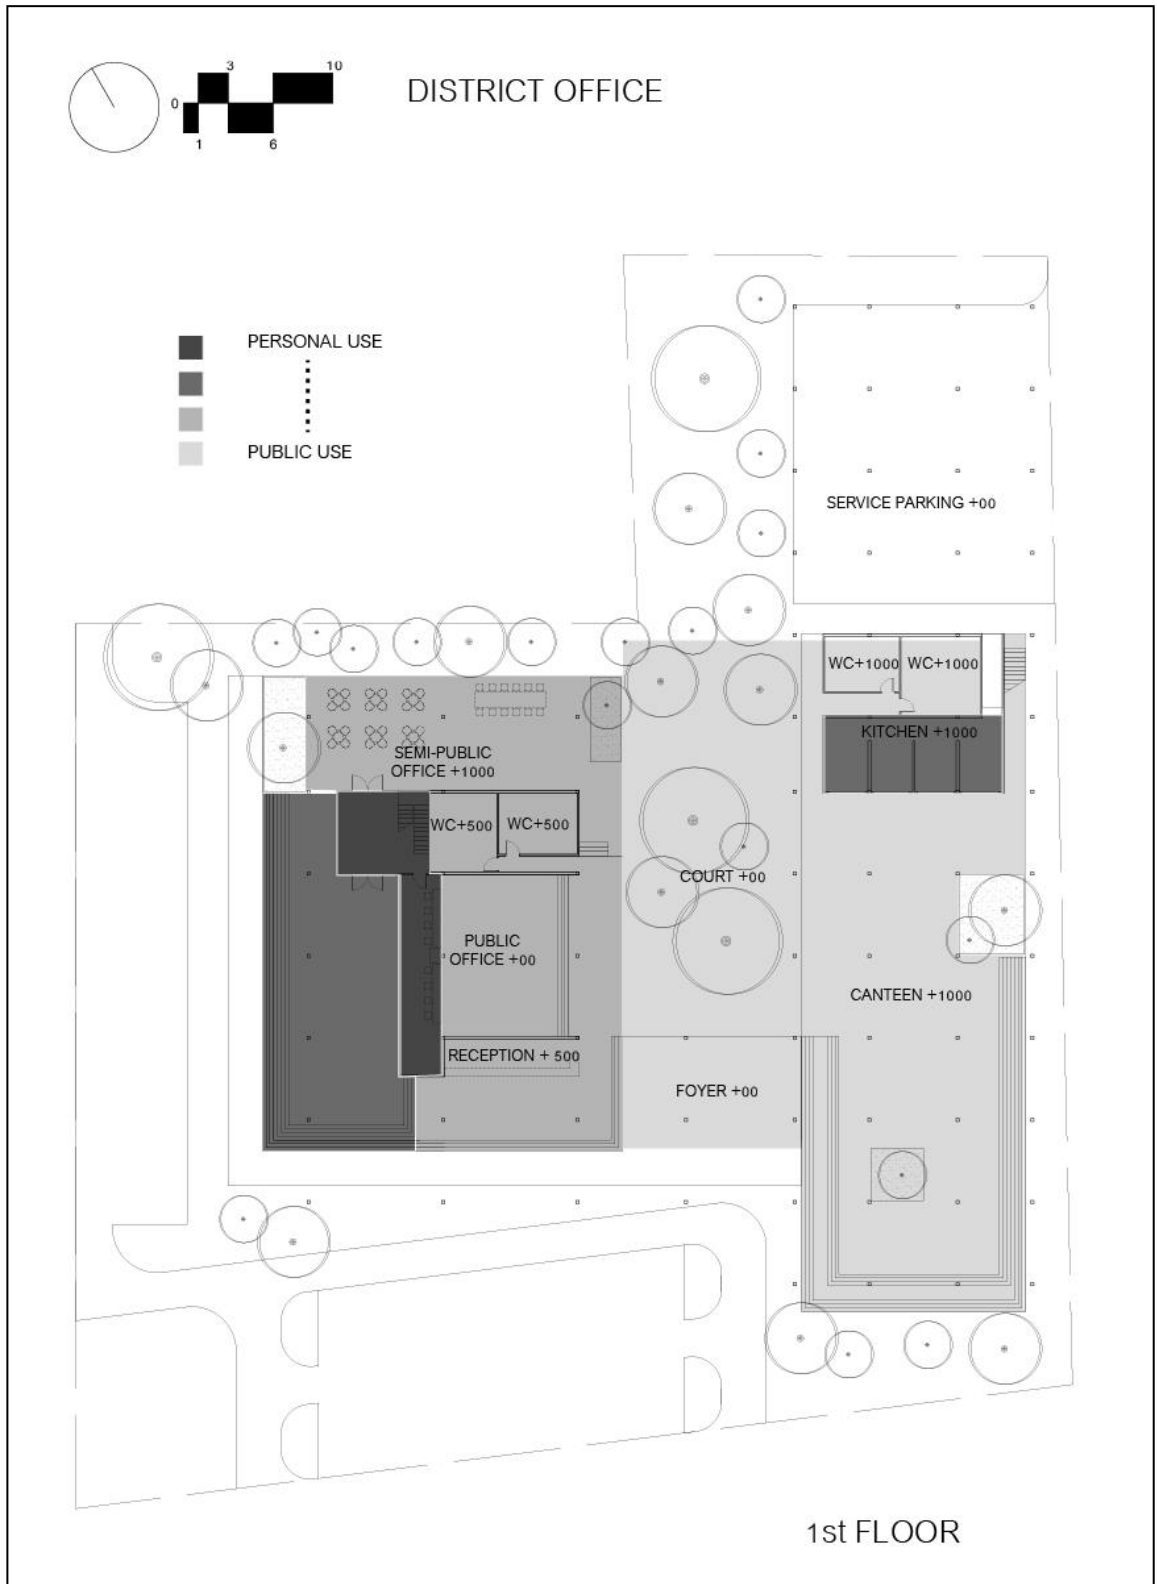 3 10
DISTRICT OFFICE
0
1 6
PERSONAL USE
PUBLIC USE
SERVICE PARKING +00
WC+1000 WC+1000
KITCHEN +1000
SEMI-PUBLIC
OFFICE +1000
WC+500 WC+500
COURT +00
PUBLIC
OFFICE +00
CANTEEN +1000
RECEPTION + 500
FOYER +00
1st FLOOR